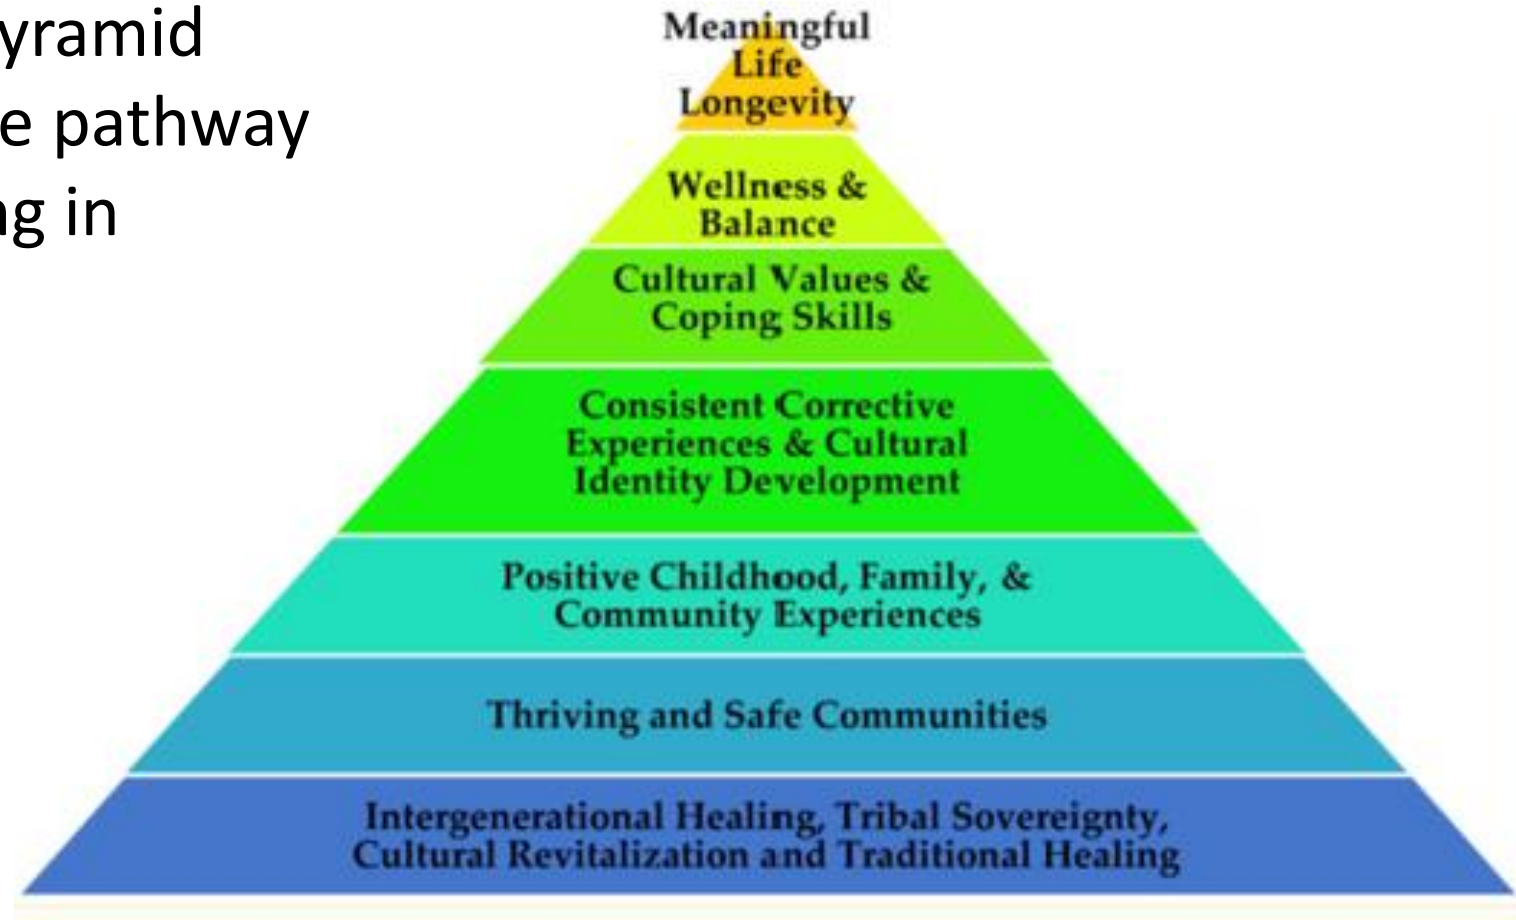 yramid
e pathway
ng in
Meaningful
Life
Longevity
Wellness &
Balance
Cultural Values &
Coping Skills
Consistent Corrective
Experiences & Cultural
Identity Development
Positive Childhood, Family, &
Community Experiences
Thriving and Safe Communities
Intergenerational Healing, Tribal Sovereignty,
Cultural Revitalization and Traditional Healing